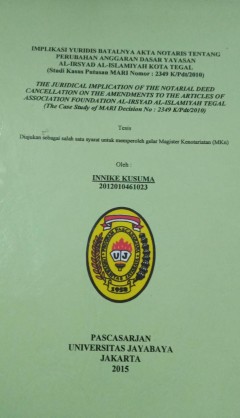 IMPLIKASI YURIDIS BATALNYA AKTA NOTARIS TENTANG
PERUBAHAN ANGGARAN DASAR YAYASAN
AL-IRSYAD AL-ISLAMIYAH KOTA TEGAL
(Studi Kasus Putusan MARI Nomor : 2349 K/Pdt/2010)
THE JURIDICAL IMPLICATION OF THE NOTARIAL DEED
CANCELLATION ON THE AMENDMENTS TO THE ARTICLES OF
ASSOCIATION FOUNDATION AL-IRSYAD AL-ISLAMIYAH TEGAL
(The Case Study of MARI Decision No : 2349 K/Pdt/2010)
Tesis
Diajukan sebagai salah satu syarat untuk memperoleh gelar Magister Kenotariatan (MKn)
Oleh :
INNIKE KUSUMA
2012010461023
UJ
1958
PASCASARJAN
UNIVERSITAS JAYABAYA
JAKARTA
2015